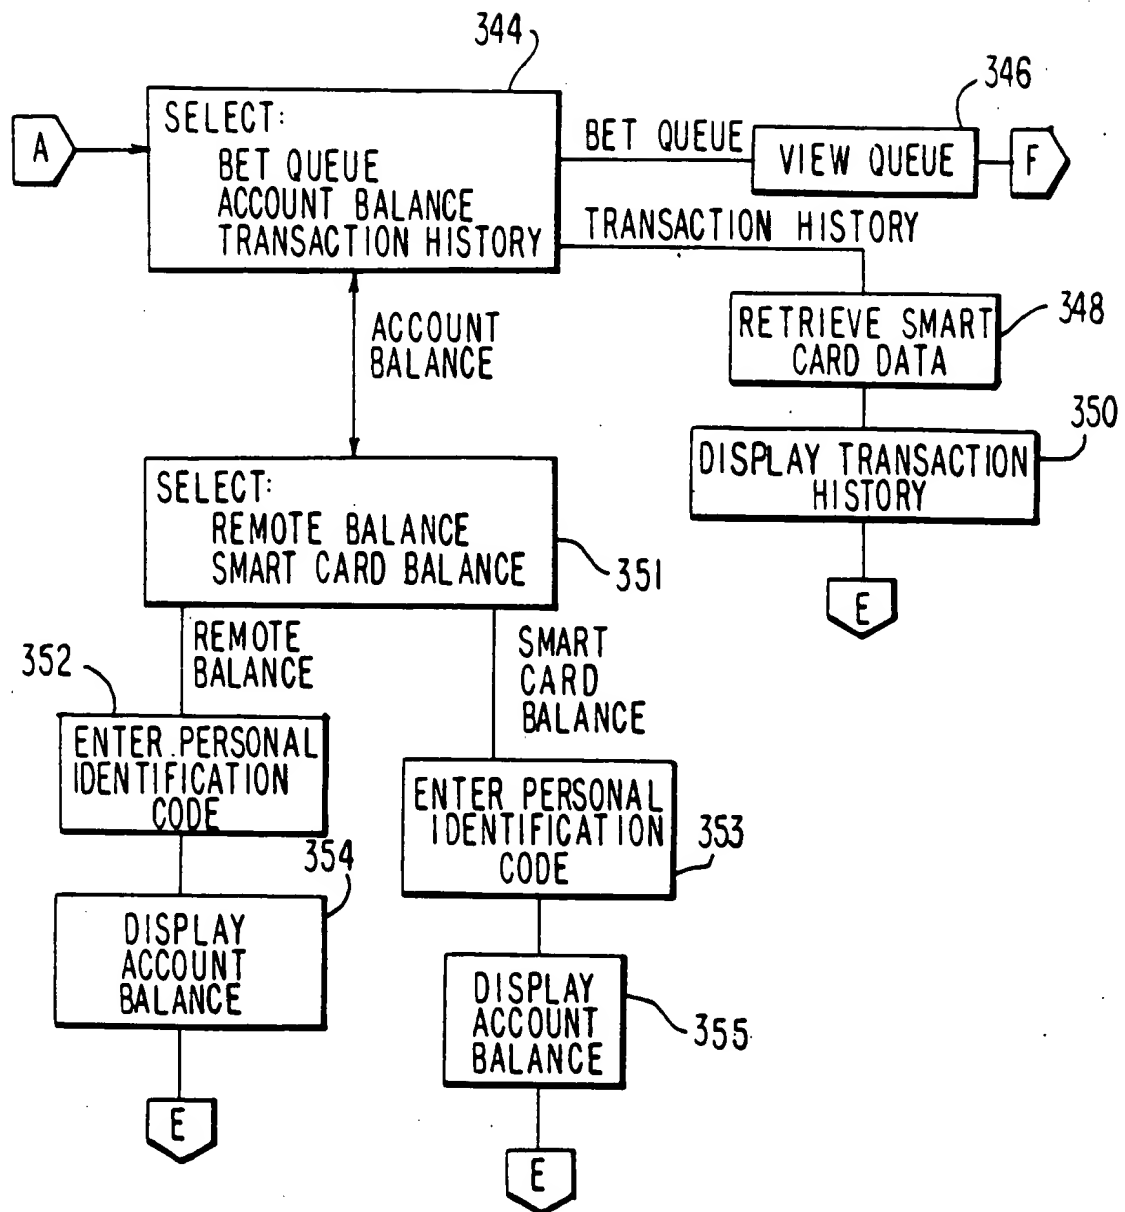 344
346
A
SELECT:
BET QUEUE
ACCOUNT BALANCE
TRANSACTION HISTORY
BET QUEUE
VIEW QUEUE
F
TRANSACTION HISTORY
RETRIEVE SMART
CARD DATA
348
ACCOUNT
BALANCE
DISPLAY TRANSACTION
HISTORY
350
E
SELECT:
REMOTE BALANCE
SMART CARD BALANCE
351
REMOTE
BALANCE
SMART
CARD
BALANCE
352
ENTER PERSONAL
IDENTIFICATION
CODE
ENTER PERSONAL
IDENTIFICATION
CODE
353
354
DISPLAY
ACCOUNT
BALANCE
DISPLAY
ACCOUNT
BALANCE
355
E
E